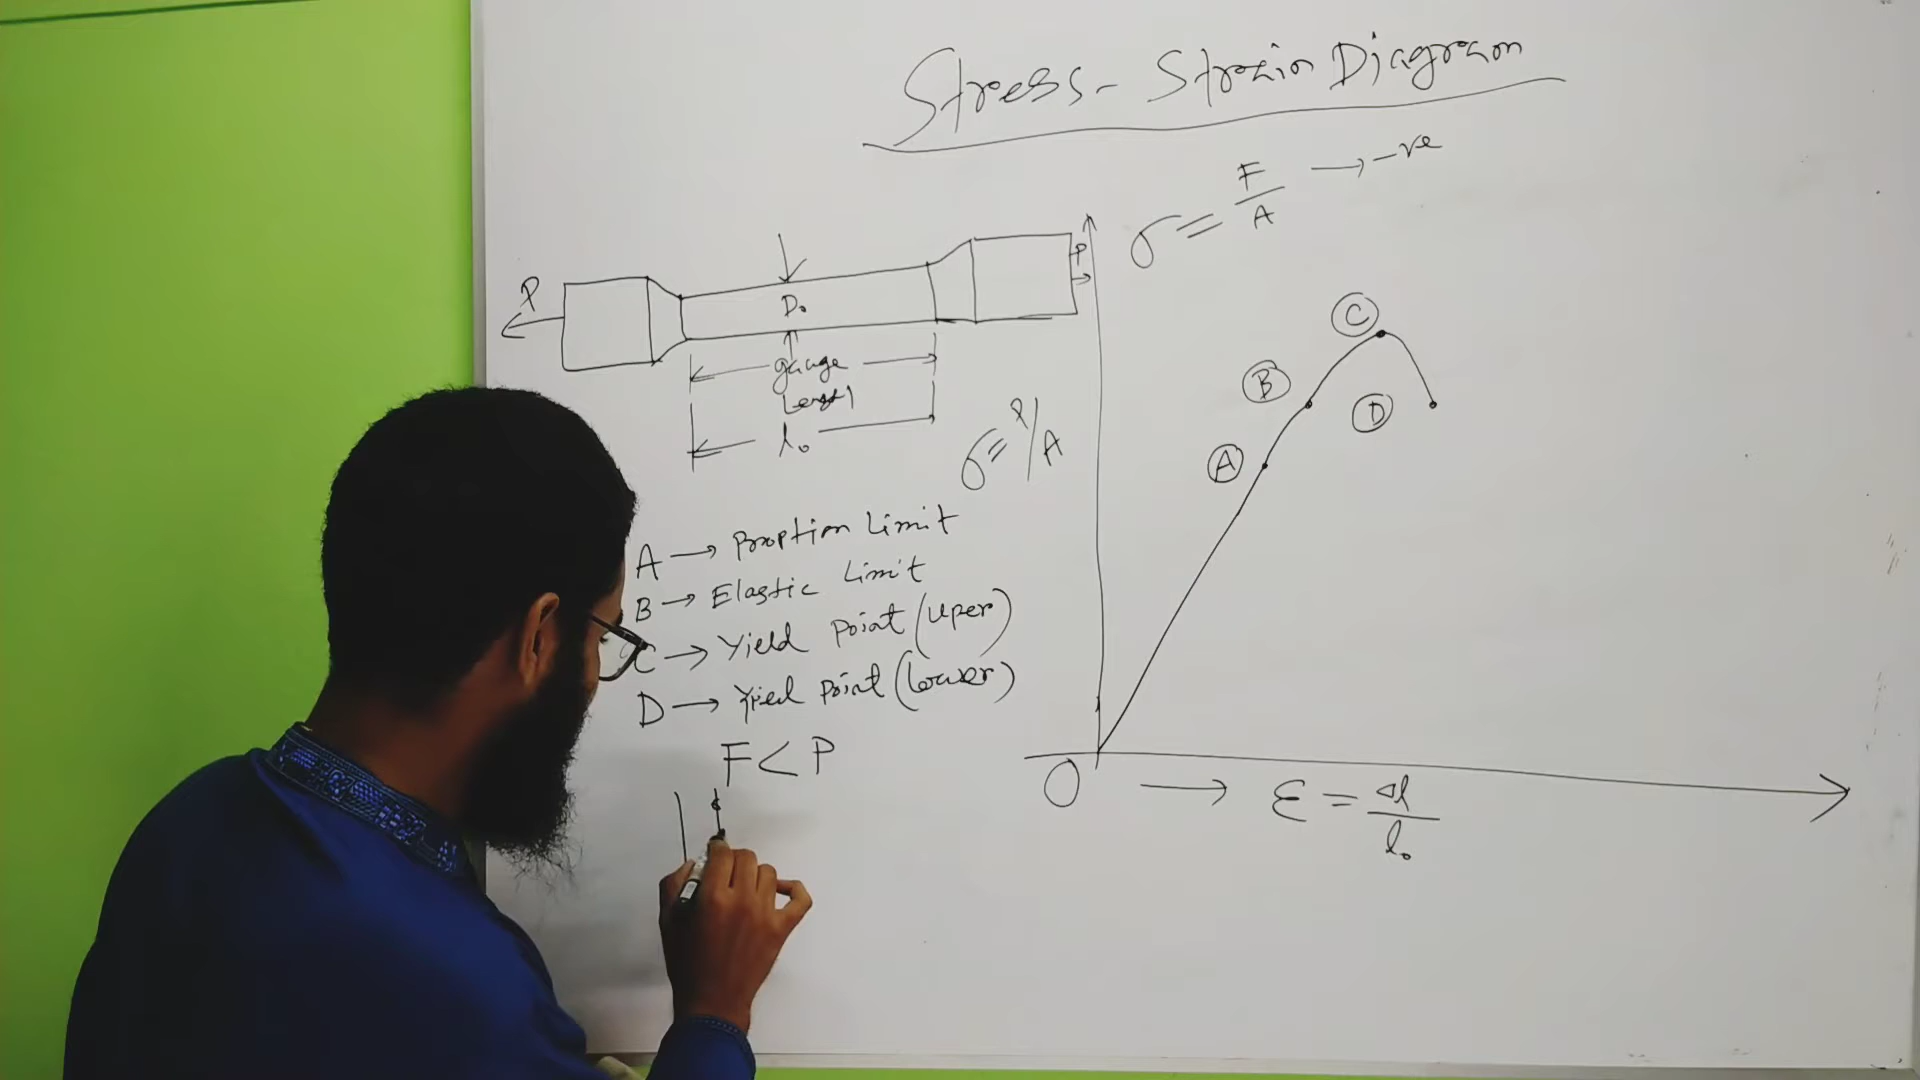 Stress - Strain Diagram
σ = F/A → -ve
P
D₀
P
gauge
Length
l₀
σ = P/A
A → Proption Limit
B → Elastic Limit
C → Yield Point (Uper)
D → Yield Point (Lower)
F < P
C
B
D
A
O → ε = Δl/l₀